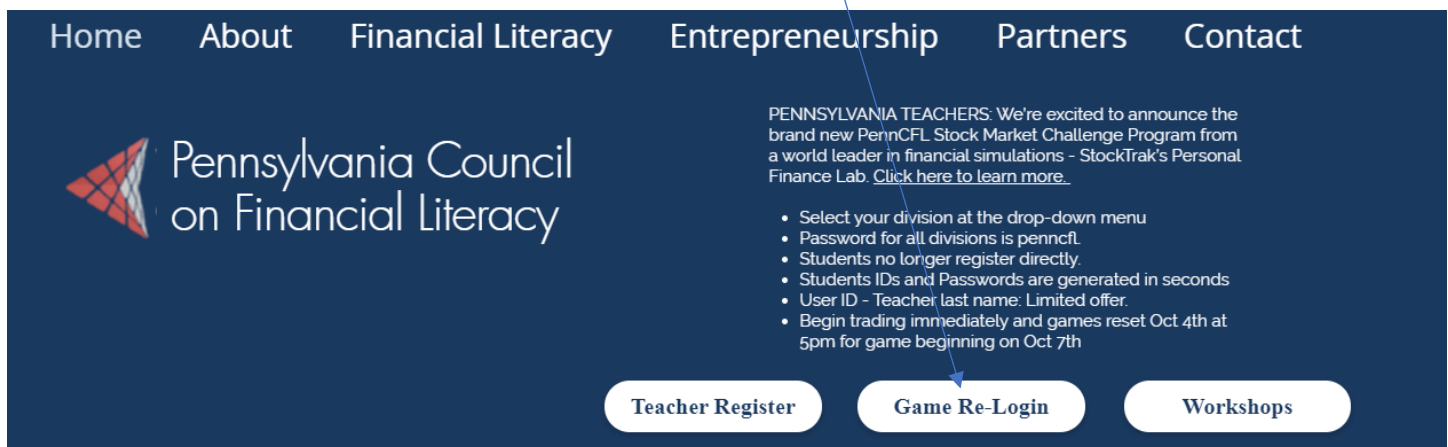 Home About Financial Literacy Entrepreneurship Partners Contact
Pennsylvania Council
on Financial Literacy
PENNSYLVANIA TEACHERS: We're excited to announce the
brand new PennCFL Stock Market Challenge Program from
a world leader in financial simulations - StockTrak's Personal
Finance Lab. Click here to learn more.
• Select your division at the drop-down menu
• Password for all divisions is penncfl.
• Students no longer register directly.
• Students IDs and Passwords are generated in seconds
• User ID - Teacher last name: Limited offer.
• Begin trading immediately and games reset Oct 4th at
5pm for game beginning on Oct 7th
Teacher Register Game Re-Login Workshops